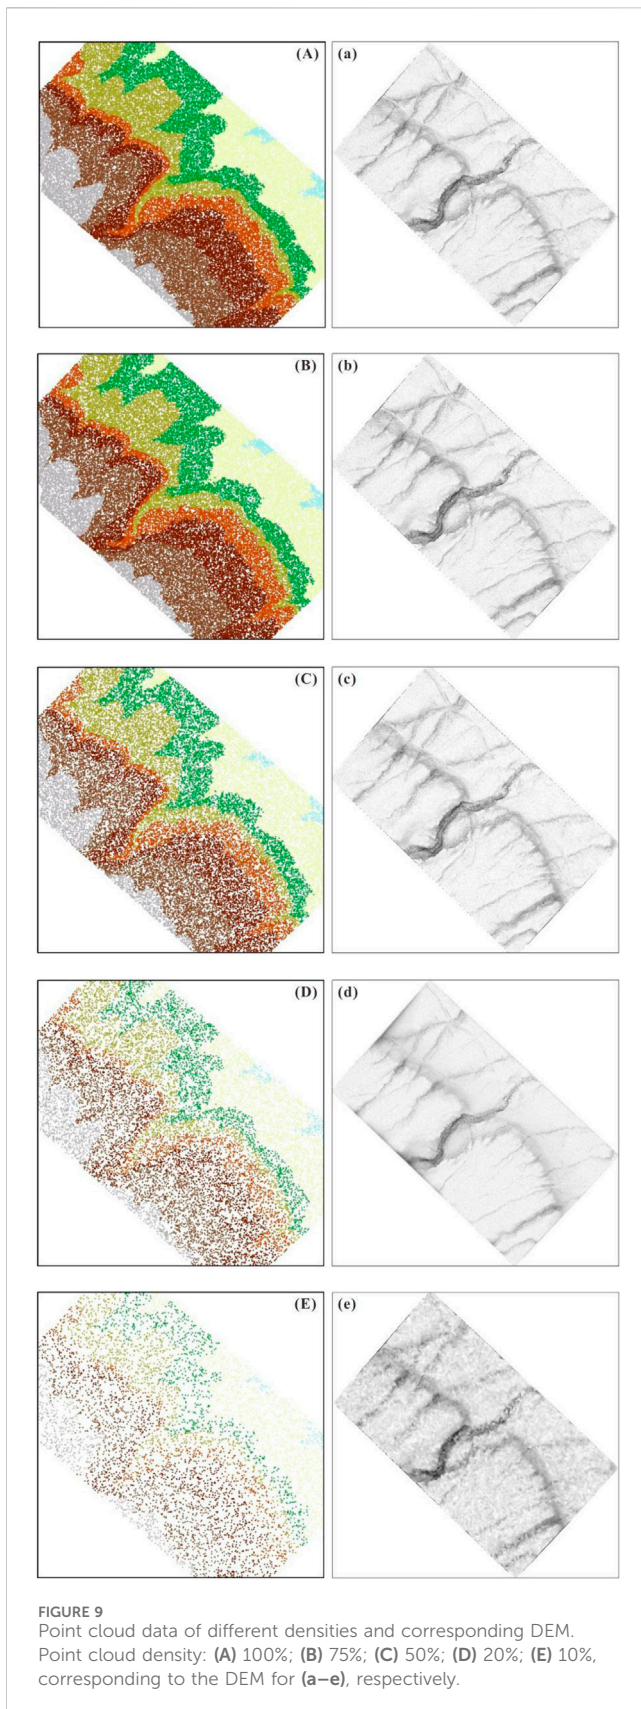 (A)
(a)
(B)
(b)
(C)
(c)
(D)
(d)
(E)
(e)
FIGURE 9
Point cloud data of different densities and corresponding DEM.
Point cloud density: (A) 100%; (B) 75%; (C) 50%; (D) 20%; (E) 10%,
corresponding to the DEM for (a–e), respectively.